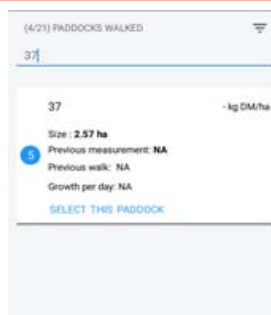 (4/21) PADDOCKS WALKED
37
37 - kg DM/ha
Size : 2.57 ha
5 Previous measurement: NA
Previous walk: NA
Growth per day: NA
SELECT THIS PADDOCK